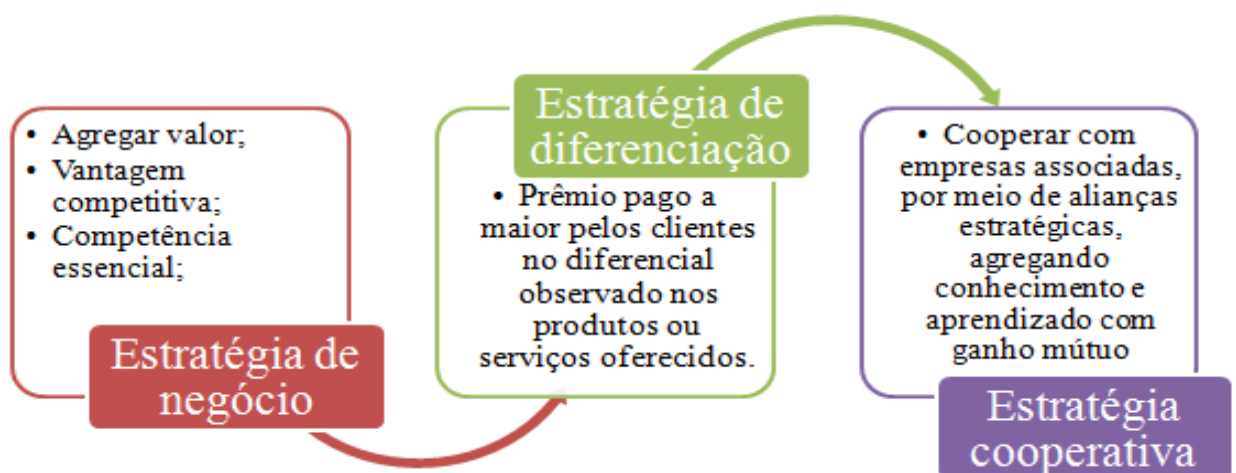 • Agregar valor;
• Vantagem
competitiva;
• Competência
essencial;
Estratégia de
negócio
Estratégia de
diferenciação
• Prêmio pago a
maior pelos clientes
no diferencial
observado nos
produtos ou
serviços oferecidos.
• Cooperar com
empresas associadas,
por meio de alianças
estratégicas,
agregando
conhecimento e
aprendizado com
ganho mútuo
Estratégia
cooperativa